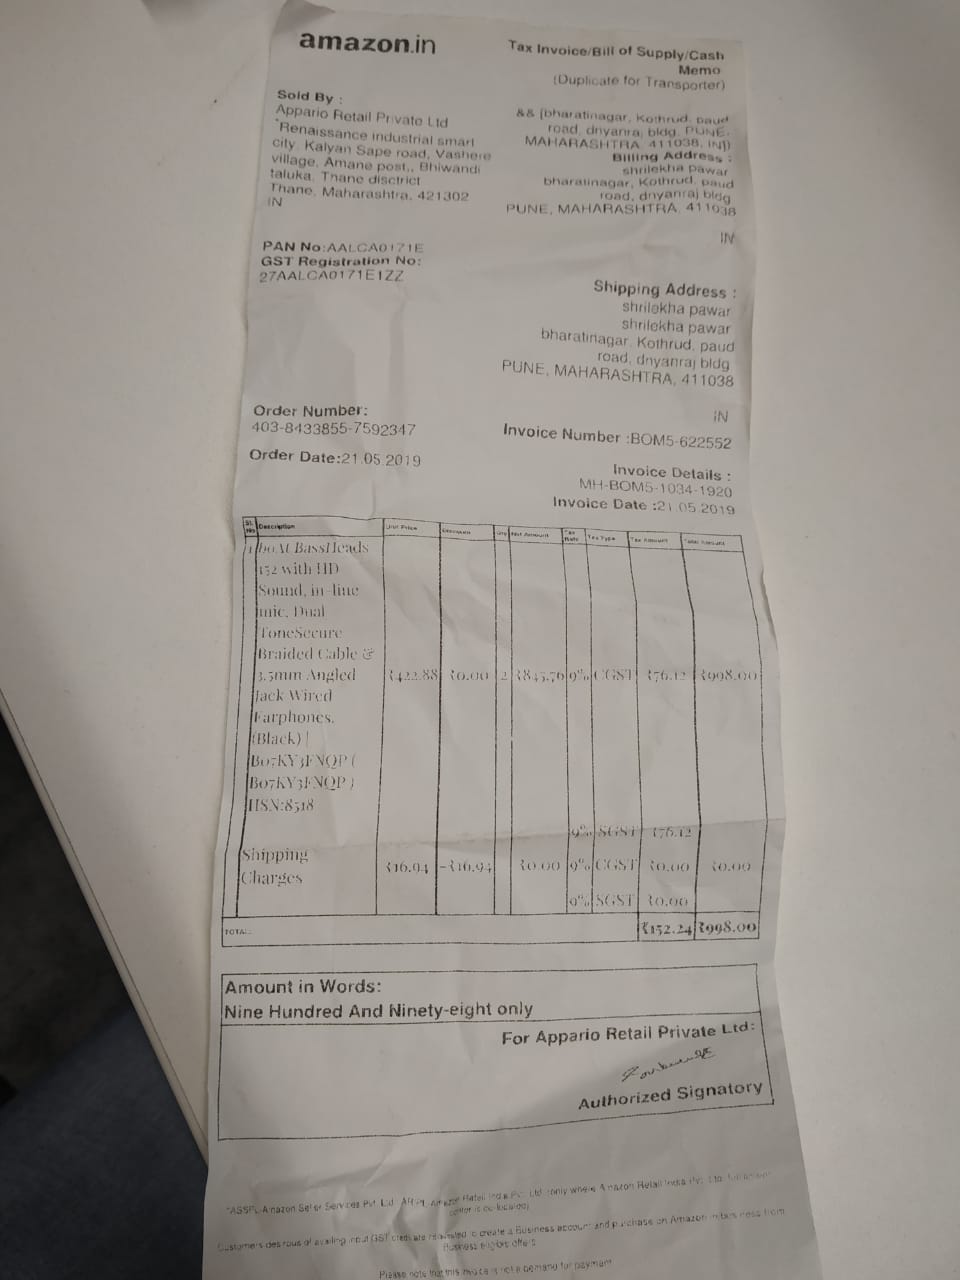 amazon.in
Tax Invoice/Bill of Supply/Cash
Memo
(Duplicate for Transporter)
Sold By :
Appario Retail Private Ltd
*Renaissance industrial smart
city, Kalyan Sape road, Vashere
village, Amane post,, Bhiwandi
taluka, Thane disctrict
Thane, Maharashtra, 421302
IN
&& [bharatinagar, Kothrud, paud
road, dnyanraj bldg, PUNE,
MAHARASHTRA, 411038, IN])
Billing Address :
shrilekha pawar
bharatinagar, Kothrud, paud
road, dnyanraj bldg
PUNE, MAHARASHTRA, 411038
IN
PAN No:AALCA0171E
GST Registration No:
27AALCA0171E1ZZ
Shipping Address :
shrilekha pawar
shrilekha pawar
bharatinagar, Kothrud, paud
road, dnyanraj bldg
PUNE, MAHARASHTRA, 411038
IN
Order Number:
403-8433855-7592347
Order Date:21.05.2019
Invoice Number :BOM5-622552
Invoice Details :
MH-BOM5-1034-1920
Invoice Date :21.05.2019
Sl. No Description Unit Price Discount Qty Net Amount Tax Rate Tax Type Tax Amount Total Amount
1 boAt BassHeads
152 with HD
Sound, in-line
mic, Dual
ToneSecure
Braided Cable &
3.5mm Angled ₹422.88 ₹0.00 2 ₹845.76 9% CGST ₹76.12 ₹998.00
Jack Wired
Earphones,
(Black) |
B07KY3FNQP (
B07KY3FNQP )
HSN:8518
9% SGST ₹76.12
Shipping
Charges ₹16.94 -₹16.94 ₹0.00 9% CGST ₹0.00 ₹0.00
9% SGST ₹0.00
TOTAL: ₹152.24 ₹998.00
Amount in Words:
Nine Hundred And Ninety-eight only
For Appario Retail Private Ltd:
Authorized Signatory
*ASSPL-Amazon Seller Services Pvt. Ltd., ARIPL-Amazon Retail India Pvt. Ltd. (only where Amazon Retail India Pvt. Ltd.
center is co-located)
Customers desirous of availing input GST credit are requested to create a Business account and purchase on Amazon.in/business from
Business eligible offers
Please note that this invoice is not a demand for payment